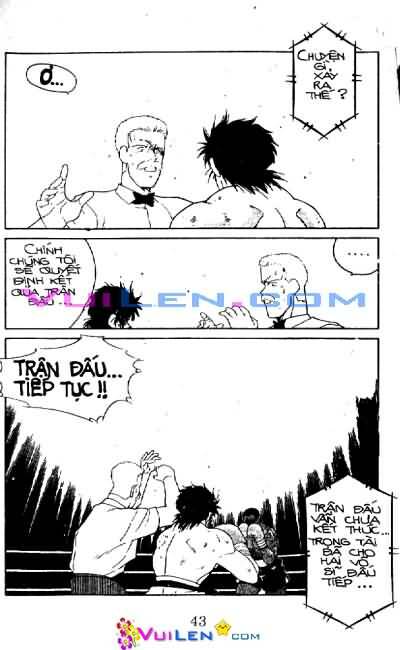 CHUYỆN
GÌ
XẢY
RA
THẾ ?
Ơ...
....
CHÍNH
CHÚNG TÔI
SẼ QUYẾT
ĐỊNH KẾT
QUẢ TRẬN
ĐẤU ...
VUILEN.COM
TRẬN ĐẤU...
TIẾP TỤC !!
TRẬN ĐẤU
VẪN CHƯA
KẾT THÚC...
TRỌNG TÀI
ĐÃ CHO
HAI VÕ
SĨ ĐẤU
TIẾP ...
43
VUILEN
.COM